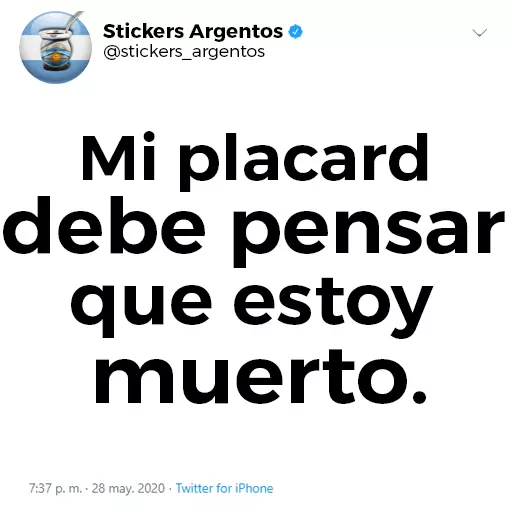 Stickers Argentos
@stickers_argentos
Mi placard
debe pensar
que estoy
muerto.
7:37 p. m. · 28 may. 2020 · Twitter for iPhone